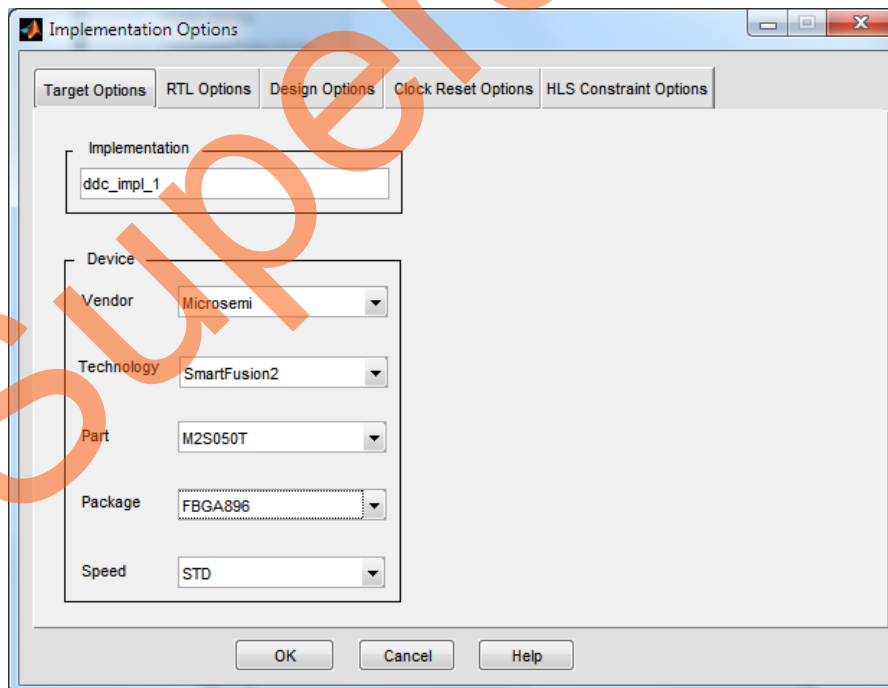 Implementation Options
Target Options RTL Options Design Options Clock Reset Options HLS Constraint Options
Implementation
ddc_impl_1
Device
Vendor Microsemi
Technology SmartFusion2
Part M2S050T
Package FBGA896
Speed STD
OK Cancel Help
Superse